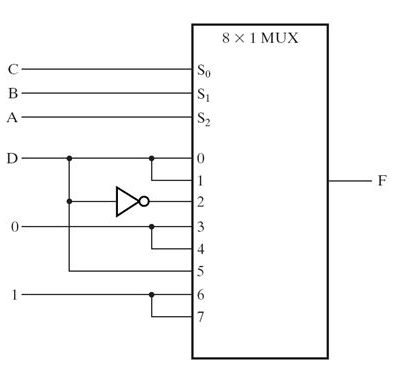 8 × 1 MUX
C S₀
B S₁
A S₂
D 0
1
2
0 3
4
5
1 6
7
F